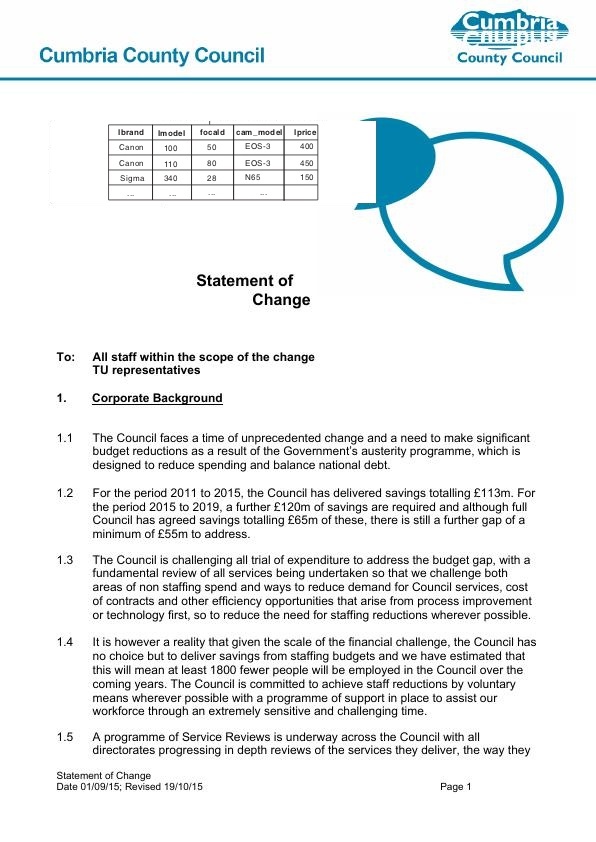 Cumbria County Council
Cumbria
County Council
lbrand lmodel focald cam_model lprice
Canon 100 50 EOS-3 400
Canon 110 80 EOS-3 450
Sigma 340 28 N65 150
... ... ... ...
Statement of
Change
To: All staff within the scope of the change
TU representatives
1. Corporate Background
1.1 The Council faces a time of unprecedented change and a need to make significant
budget reductions as a result of the Government's austerity programme, which is
designed to reduce spending and balance national debt.
1.2 For the period 2011 to 2015, the Council has delivered savings totalling £113m. For
the period 2015 to 2019, a further £120m of savings are required and although full
Council has agreed savings totalling £65m of these, there is still a further gap of a
minimum of £55m to address.
1.3 The Council is challenging all trial of expenditure to address the budget gap, with a
fundamental review of all services being undertaken so that we challenge both
areas of non staffing spend and ways to reduce demand for Council services, cost
of contracts and other efficiency opportunities that arise from process improvement
or technology first, so to reduce the need for staffing reductions wherever possible.
1.4 It is however a reality that given the scale of the financial challenge, the Council has
no choice but to deliver savings from staffing budgets and we have estimated that
this will mean at least 1800 fewer people will be employed in the Council over the
coming years. The Council is committed to achieve staff reductions by voluntary
means wherever possible with a programme of support in place to assist our
workforce through an extremely sensitive and challenging time.
1.5 A programme of Service Reviews is underway across the Council with all
directorates progressing in depth reviews of the services they deliver, the way they
Statement of Change
Date 01/09/15; Revised 19/10/15 Page 1